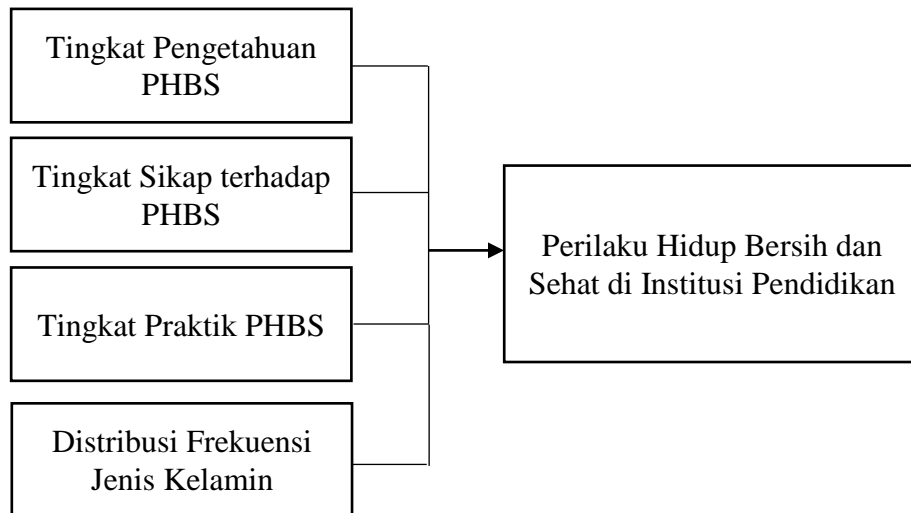 Tingkat Pengetahuan
PHBS
Tingkat Sikap terhadap
PHBS
Tingkat Praktik PHBS
Distribusi Frekuensi
Jenis Kelamin
Perilaku Hidup Bersih dan
Sehat di Institusi Pendidikan